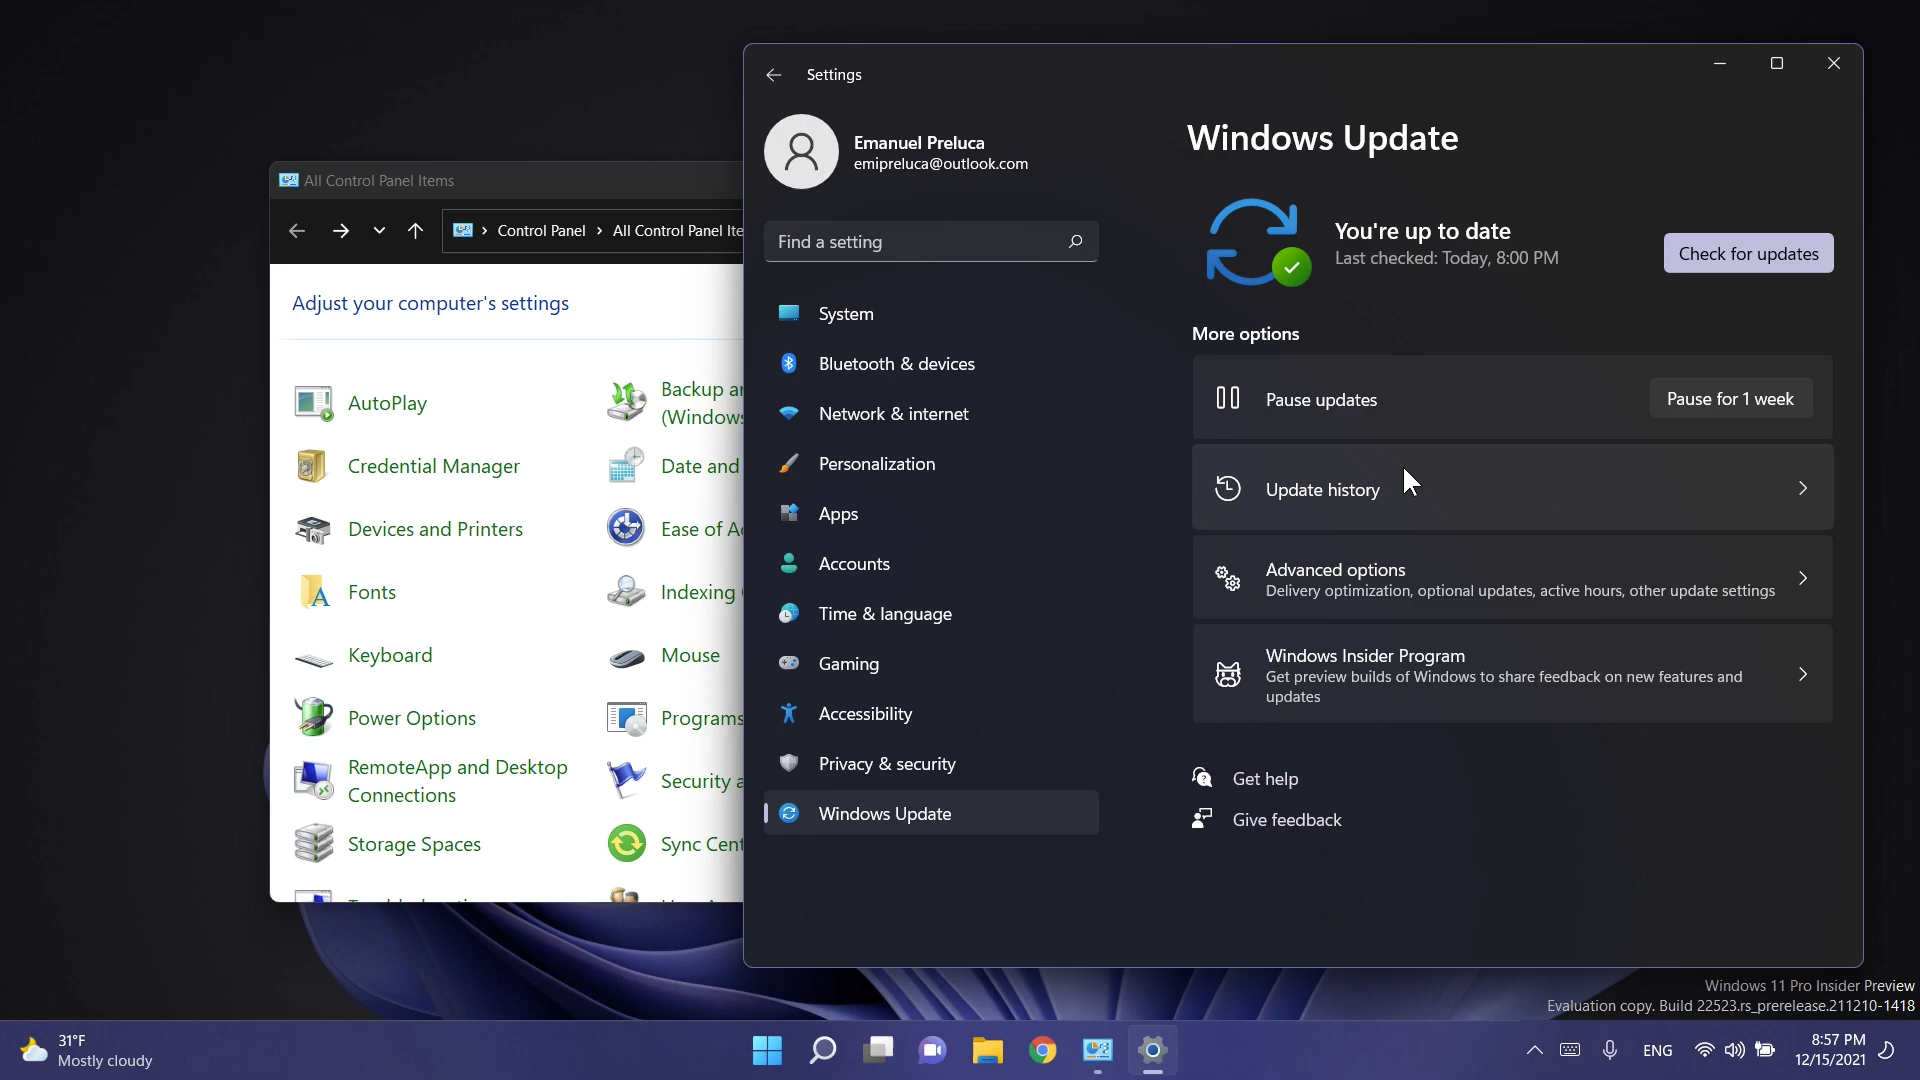 All Control Panel Items
Control Panel
All Control Panel Ite
Adjust your computer's settings
AutoPlay
Backup a
(Windows
Credential Manager
Date and
Devices and Printers
Ease of A
Fonts
Indexing
Keyboard
Mouse
Power Options
Programs
RemoteApp and Desktop
Connections
Security a
Storage Spaces
Sync Cent
Settings
Emanuel Preluca
emipreluca@outlook.com
Find a setting
System
Bluetooth & devices
Network & internet
Personalization
Apps
Accounts
Time & language
Gaming
Accessibility
Privacy & security
Windows Update
Windows Update
You're up to date
Last checked: Today, 8:00 PM
Check for updates
More options
Pause updates
Pause for 1 week
Update history
Advanced options
Delivery optimization, optional updates, active hours, other update settings
Windows Insider Program
Get preview builds of Windows to share feedback on new features and
updates
Get help
Give feedback
Windows 11 Pro Insider Preview
Evaluation copy. Build 22523.rs_prerelease.211210-1418
31°F
Mostly cloudy
ENG
8:57 PM
12/15/2021